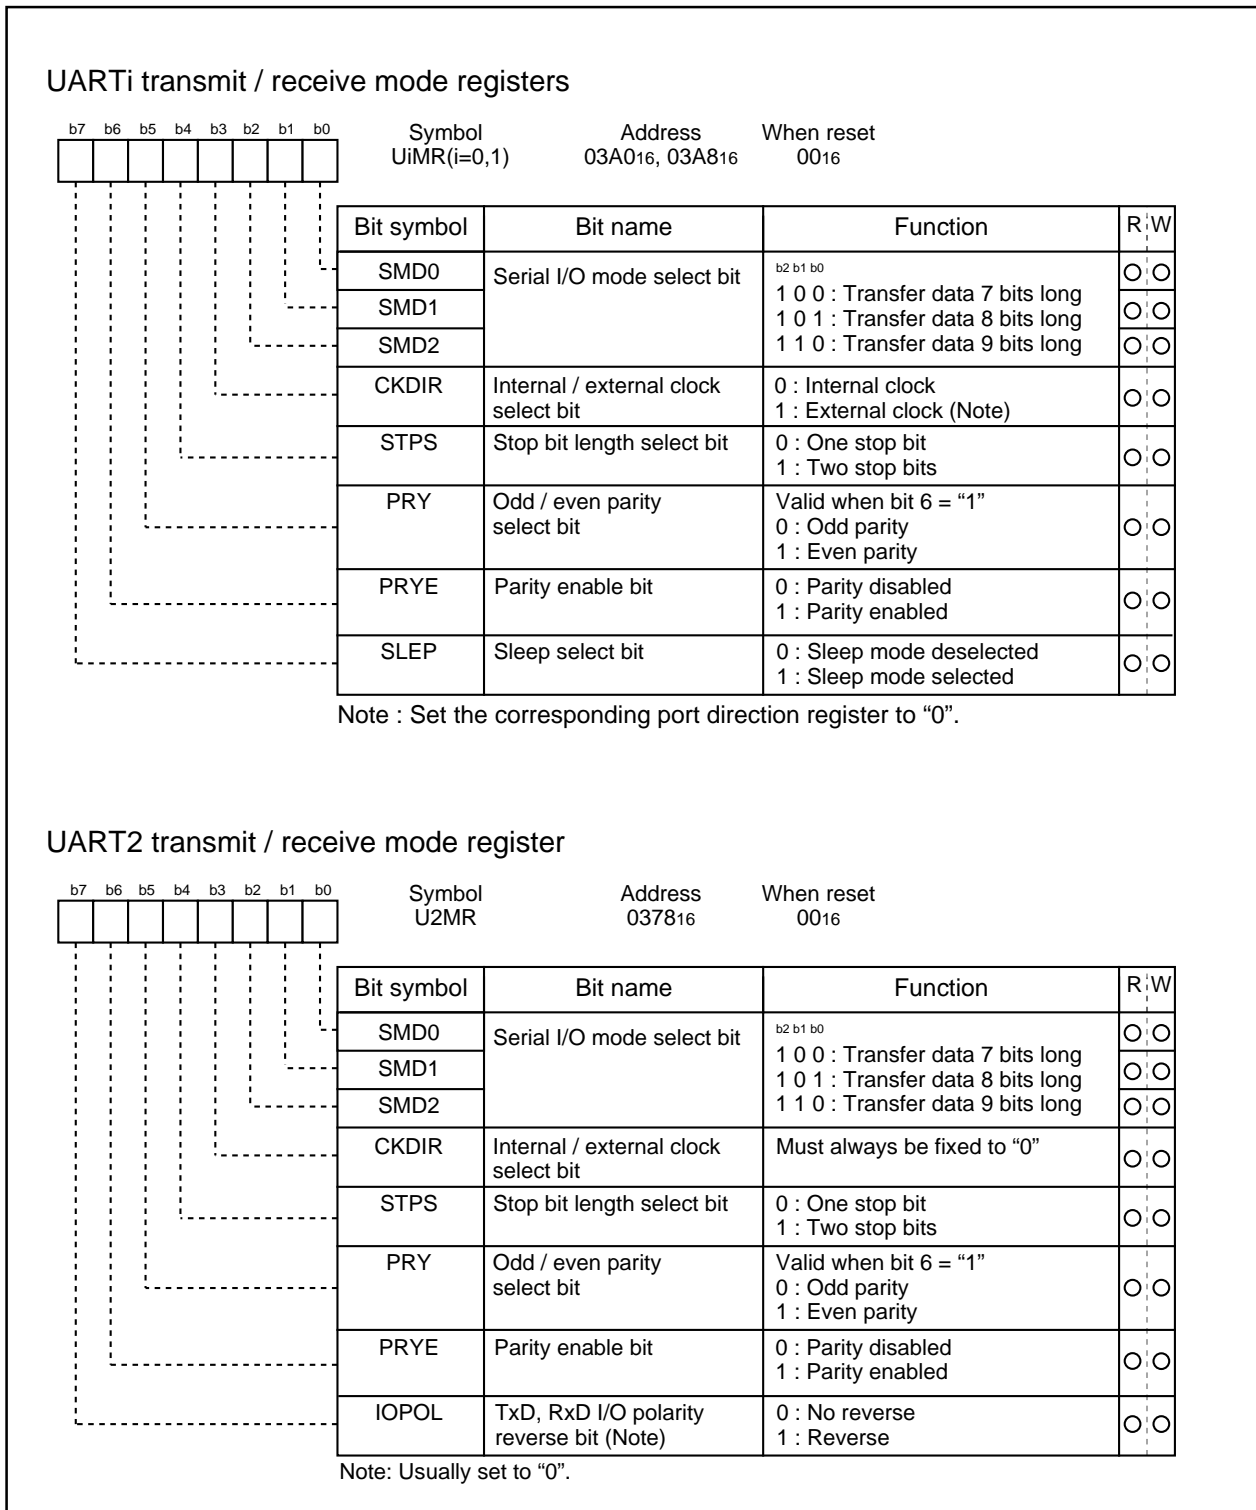 UARTi transmit / receive mode registers
b7 b6 b5 b4 b3 b2 b1 b0
Symbol Address When reset
UiMR(i=0,1) 03A016, 03A816 0016
Bit symbol Bit name Function R W
SMD0 Serial I/O mode select bit b2 b1 b0
1 0 0 : Transfer data 7 bits long
SMD1 1 0 1 : Transfer data 8 bits long
SMD2 1 1 0 : Transfer data 9 bits long
CKDIR Internal / external clock 0 : Internal clock
select bit 1 : External clock (Note)
STPS Stop bit length select bit 0 : One stop bit
1 : Two stop bits
PRY Odd / even parity Valid when bit 6 = “1”
select bit 0 : Odd parity
1 : Even parity
PRYE Parity enable bit 0 : Parity disabled
1 : Parity enabled
SLEP Sleep select bit 0 : Sleep mode deselected
1 : Sleep mode selected
Note : Set the corresponding port direction register to “0”.
UART2 transmit / receive mode register
b7 b6 b5 b4 b3 b2 b1 b0
Symbol Address When reset
U2MR 037816 0016
Bit symbol Bit name Function R W
SMD0 Serial I/O mode select bit b2 b1 b0
1 0 0 : Transfer data 7 bits long
SMD1 1 0 1 : Transfer data 8 bits long
SMD2 1 1 0 : Transfer data 9 bits long
CKDIR Internal / external clock Must always be fixed to “0”
select bit
STPS Stop bit length select bit 0 : One stop bit
1 : Two stop bits
PRY Odd / even parity Valid when bit 6 = “1”
select bit 0 : Odd parity
1 : Even parity
PRYE Parity enable bit 0 : Parity disabled
1 : Parity enabled
IOPOL TxD, RxD I/O polarity 0 : No reverse
reverse bit (Note) 1 : Reverse
Note: Usually set to “0”.